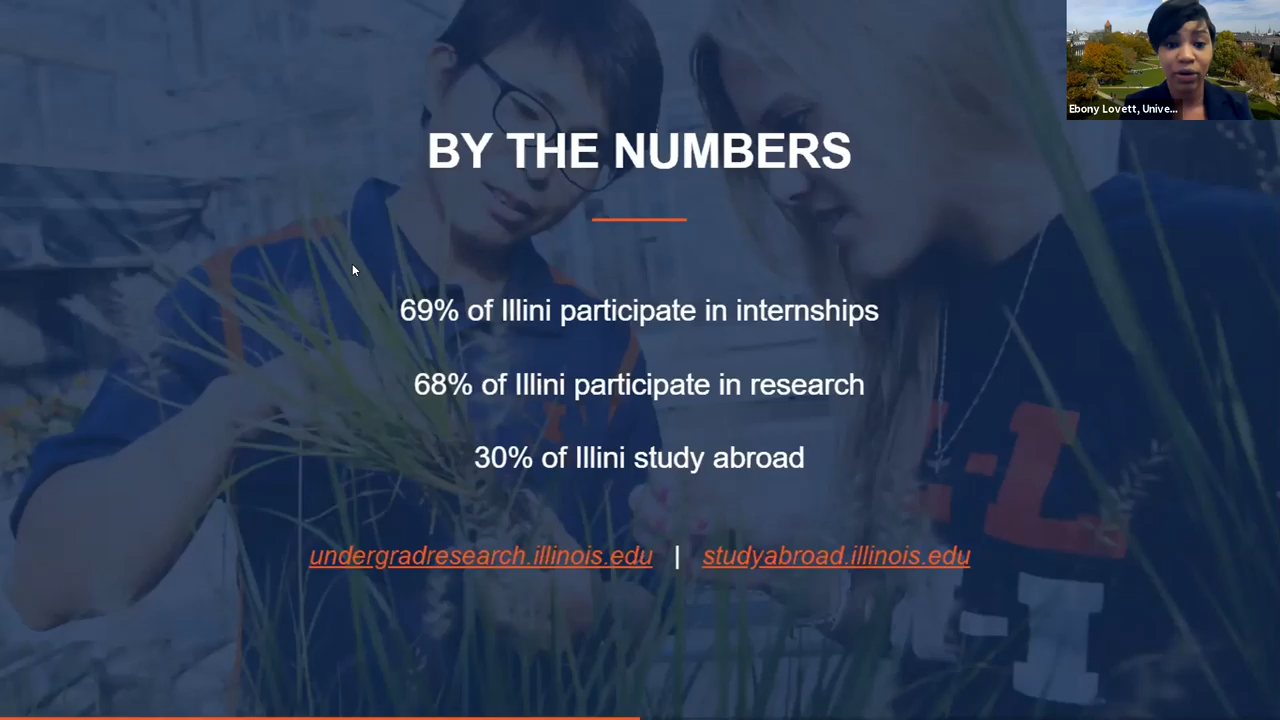 Ebony Lovett, Unive...
BY THE NUMBERS
69% of Illini participate in internships
68% of Illini participate in research
30% of Illini study abroad
undergradresearch.illinois.edu | studyabroad.illinois.edu